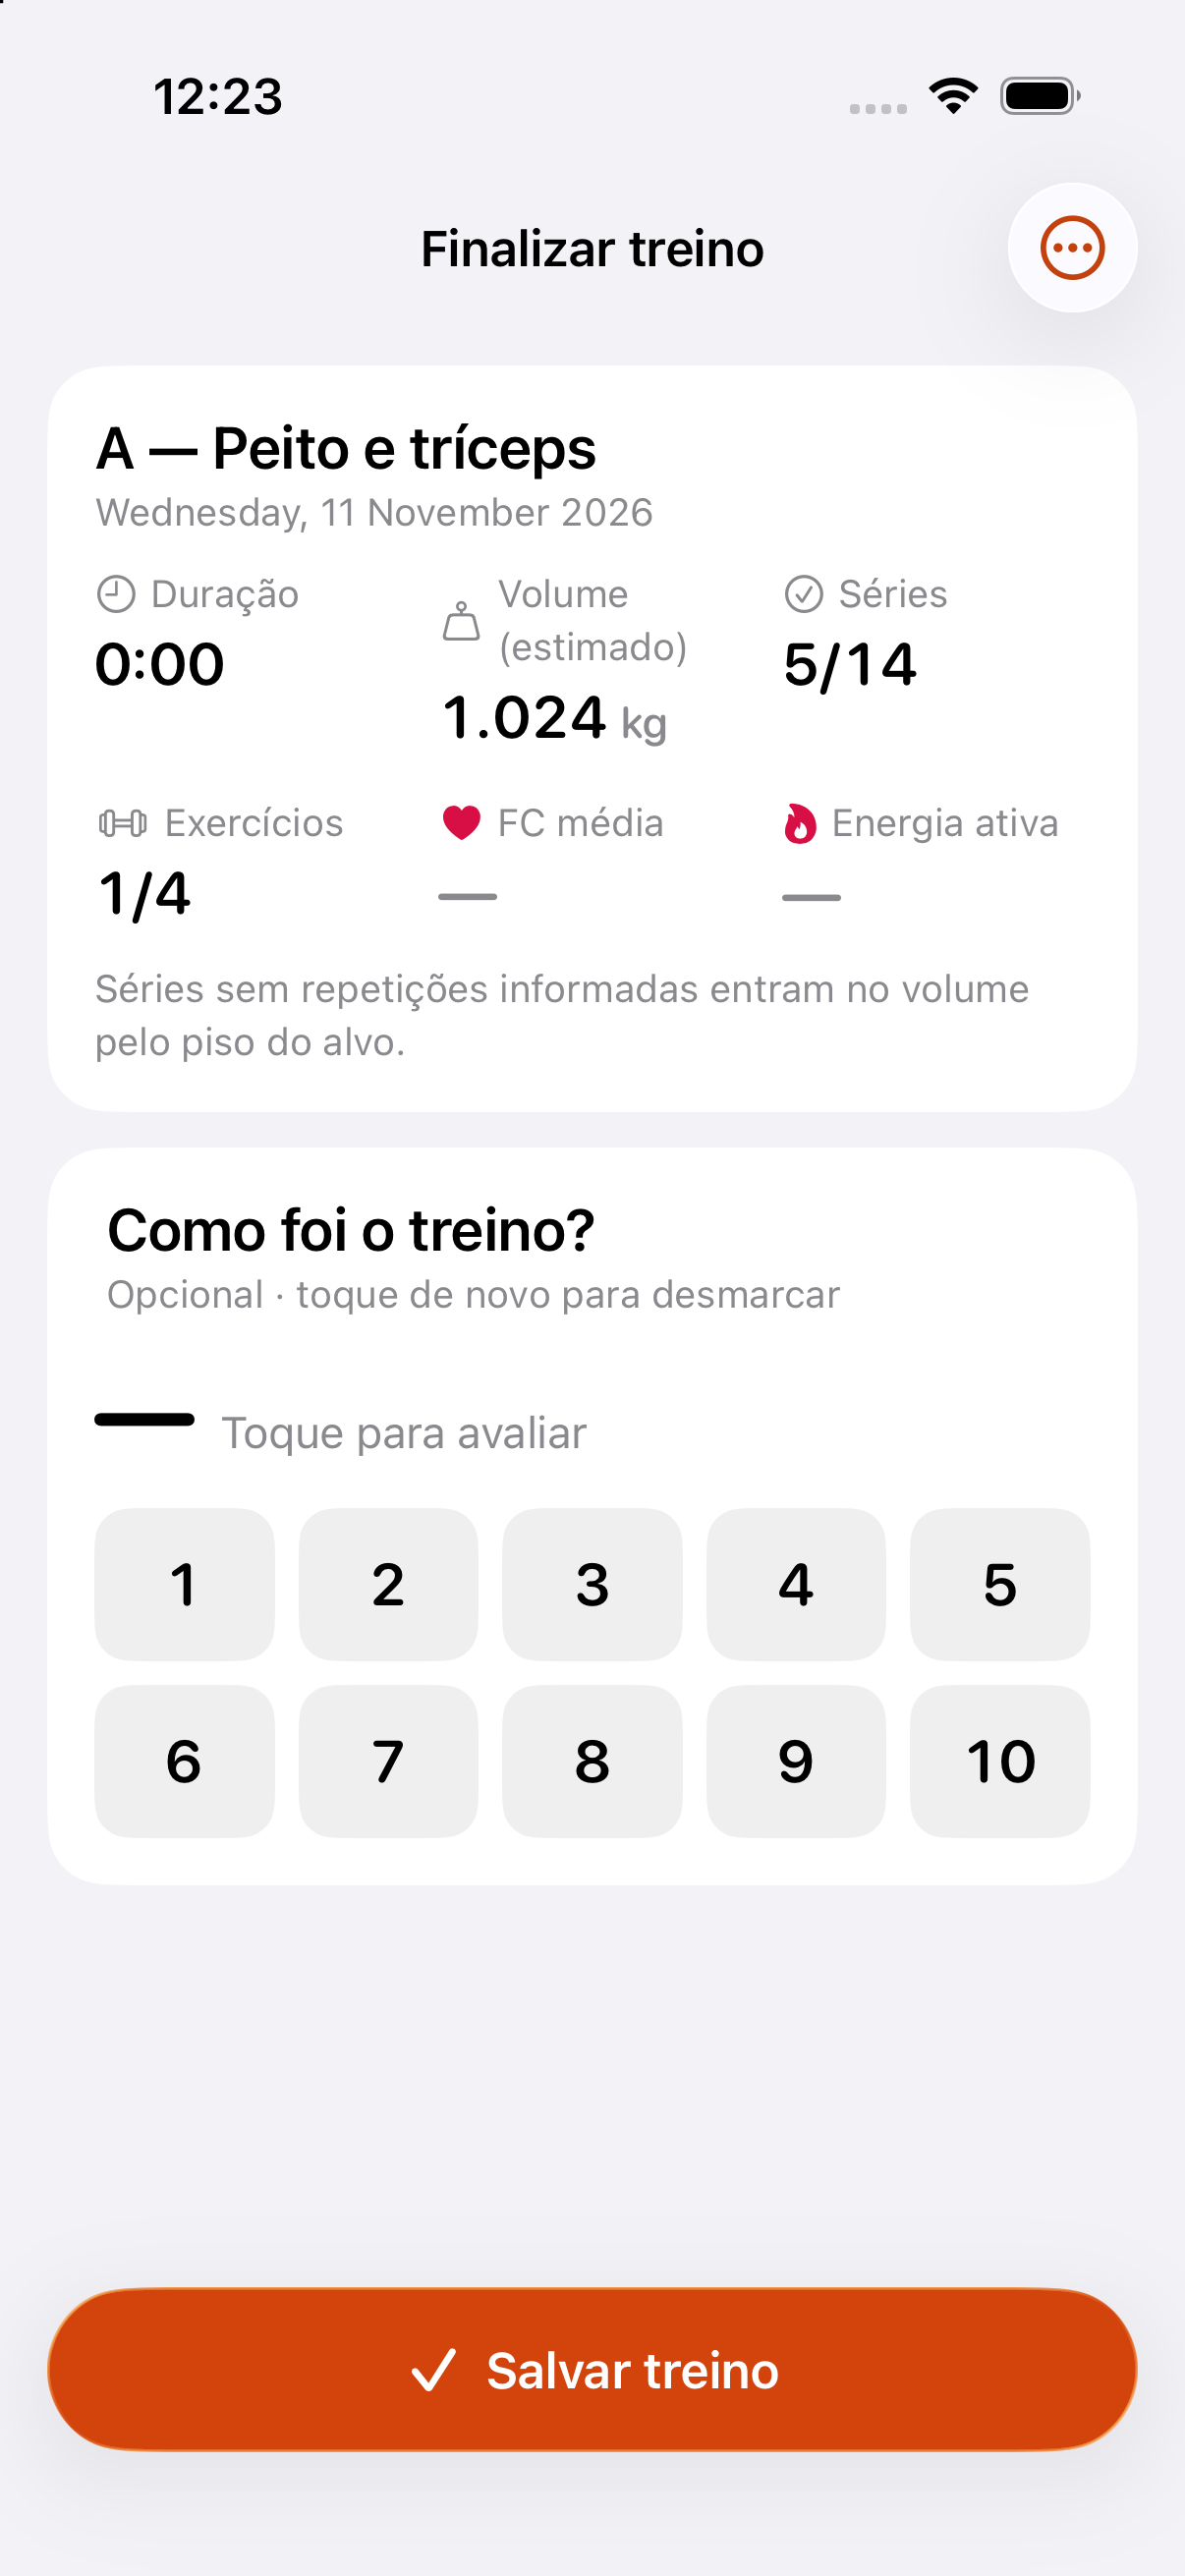 12:23
Finalizar treino
A — Peito e tríceps
Wednesday, 11 November 2026
Duração
0:00
Volume
(estimado)
1.024 kg
Séries
5/14
Exercícios
1/4
FC média
—
Energia ativa
—
Séries sem repetições informadas entram no volume
pelo piso do alvo.
Como foi o treino?
Opcional · toque de novo para desmarcar
— Toque para avaliar
1 2 3 4 5
6 7 8 9 10
Salvar treino